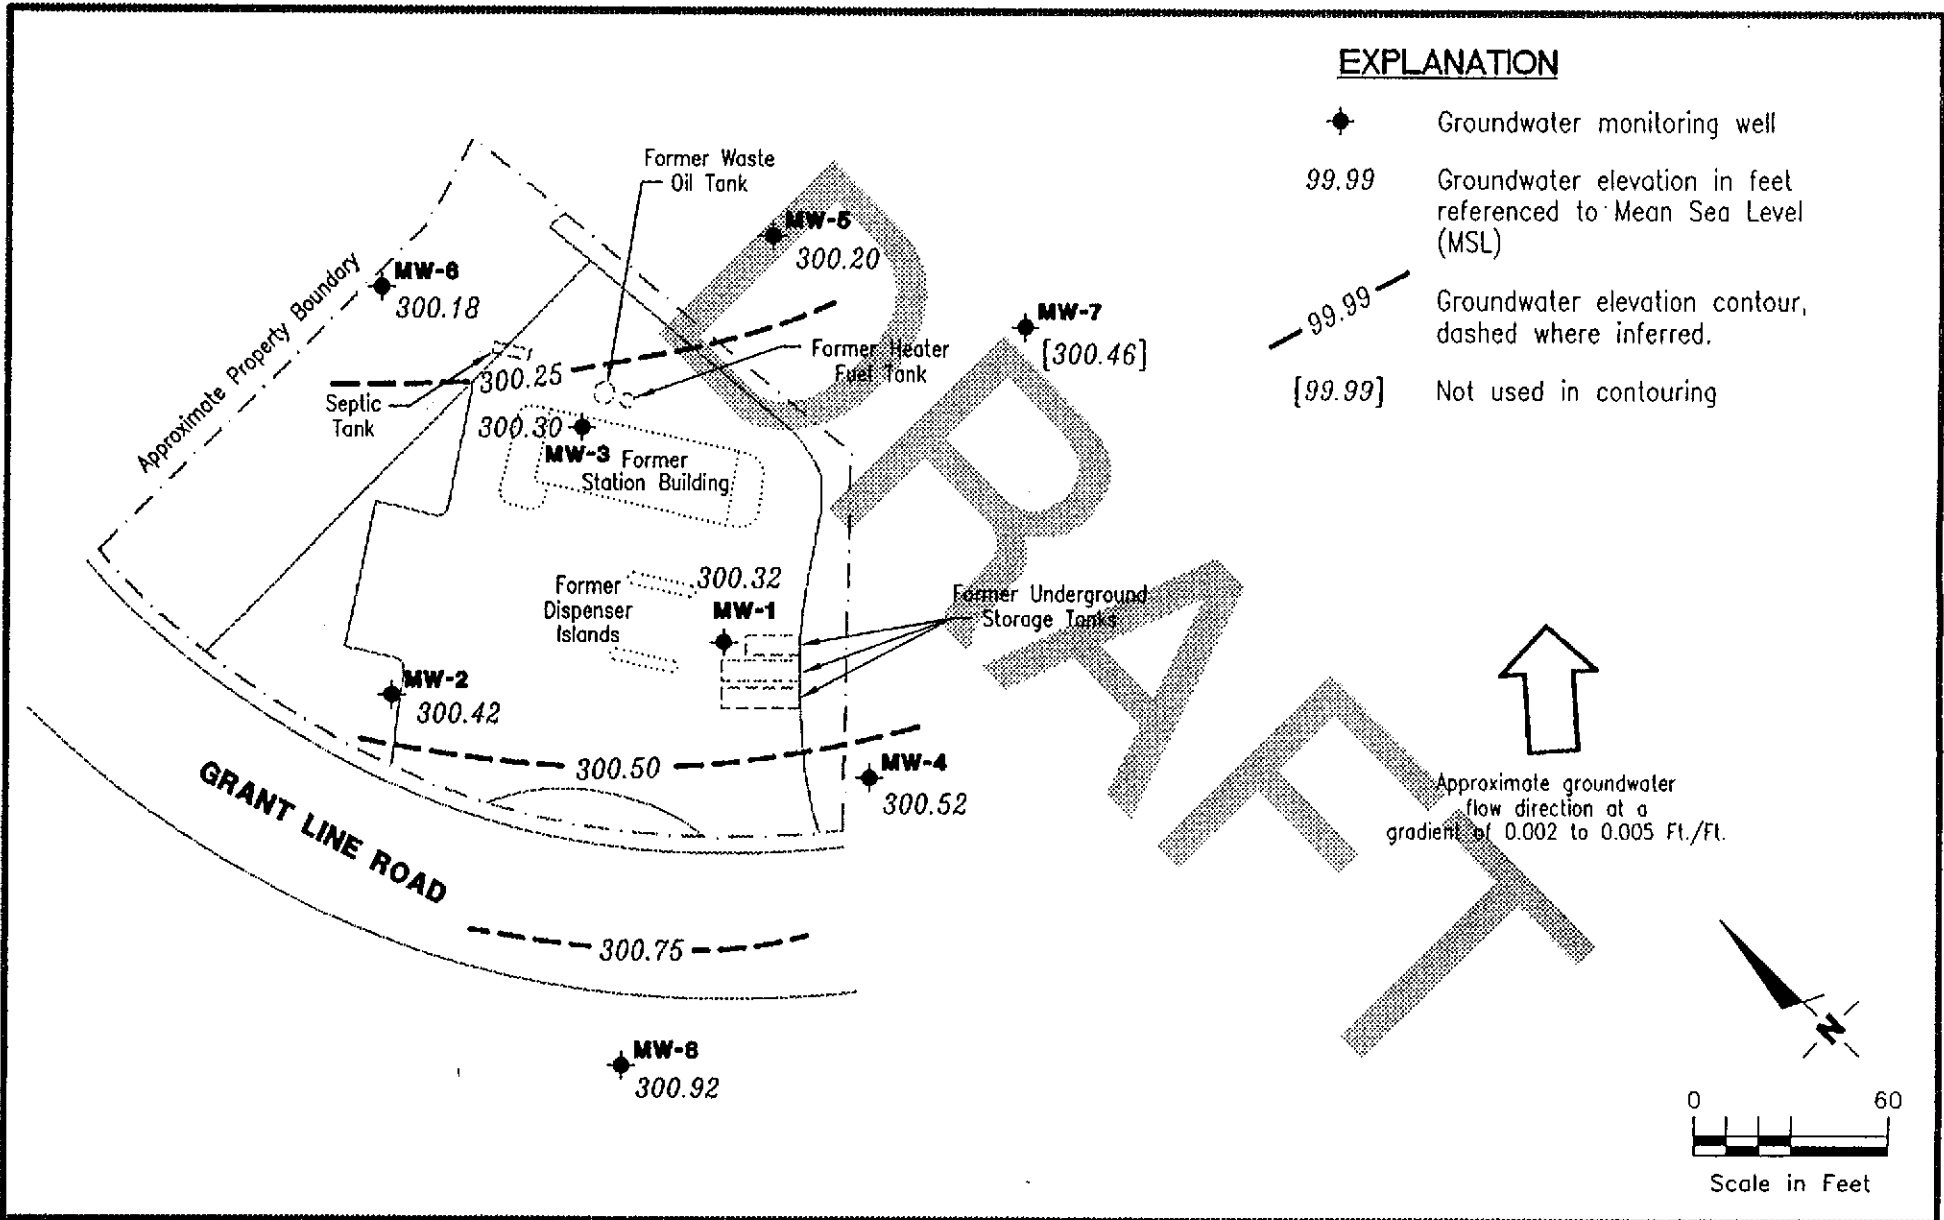 EXPLANATION
Groundwater monitoring well
99.99
Groundwater elevation in feet
referenced to Mean Sea Level
(MSL)
99.99
Groundwater elevation contour,
dashed where inferred.
[99.99]
Not used in contouring
Former Waste
Oil Tank
MW-5
300.20
MW-6
300.18
Approximate Property Boundary
MW-7
[300.46]
Former Heater
Fuel Tank
300.25
Septic
Tank
300.30
MW-3
Former
Station Building
300.32
MW-1
Former
Dispenser
Islands
Former Underground
Storage Tanks
MW-2
300.42
300.50
MW-4
300.52
GRANT LINE ROAD
300.75
MW-8
300.92
DRAFT
Approximate groundwater
flow direction at a
gradient of 0.002 to 0.005 Ft./Ft.
N
0 60
Scale in Feet